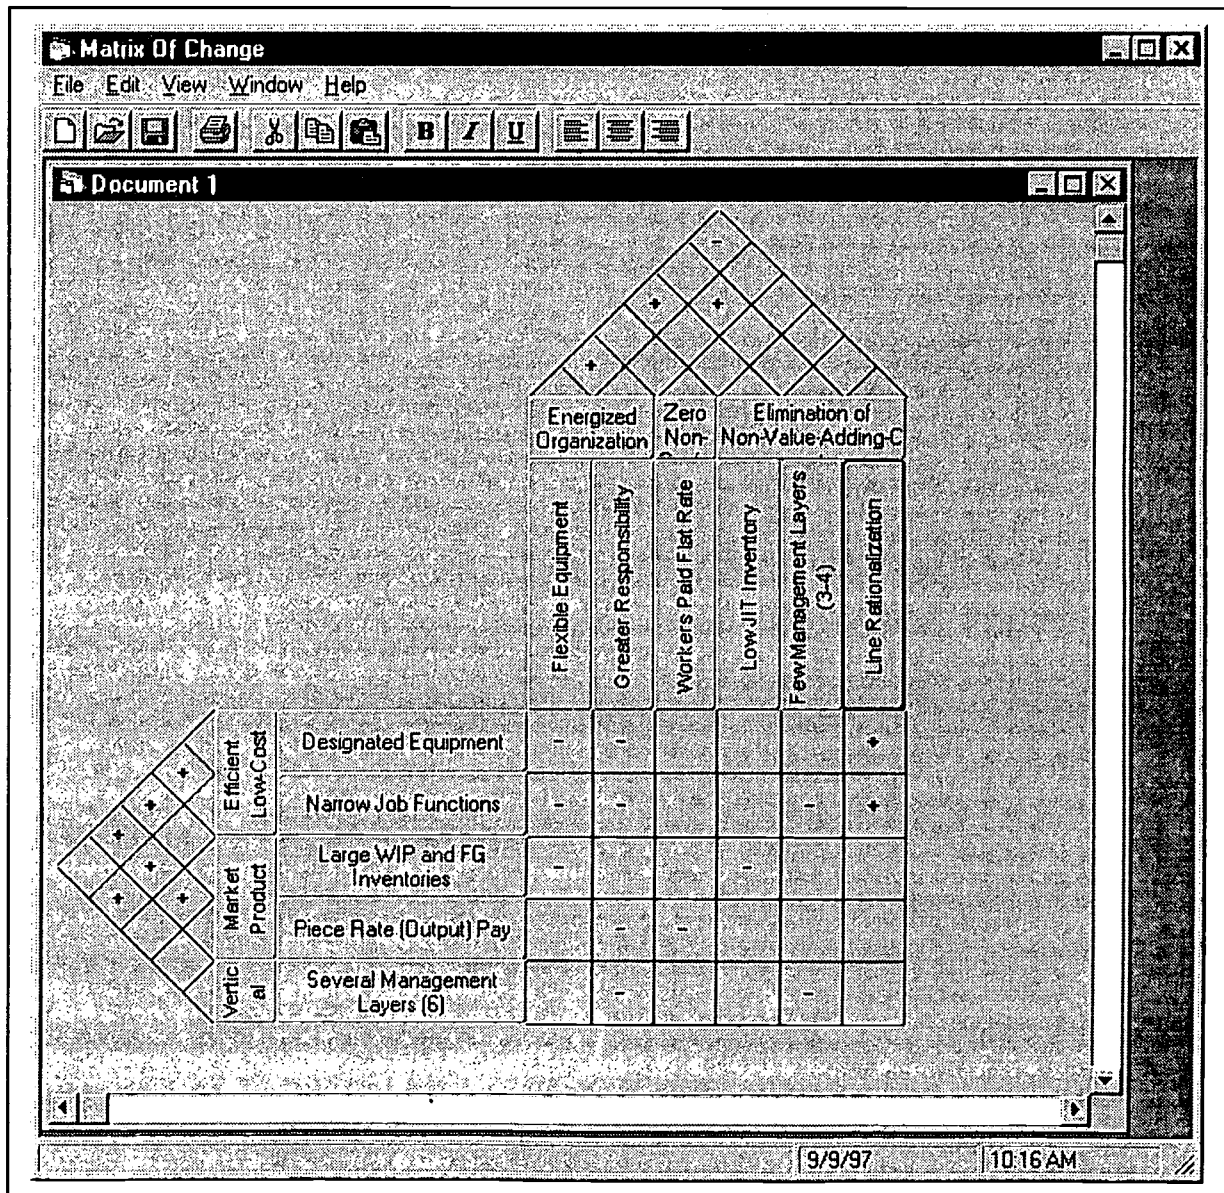 Matrix Of Change
File Edit View Window Help
B I U
Document 1
-
+ +
+
Energized
Organization
Zero
Non-
Elimination of
Non-Value-Adding-C
Flexible Equipment
Greater Responsibility
Workers Paid Flat Rate
Low JIT Inventory
Few Management Layers
(3-4)
Line Rationalization
Efficient
Low-Cost
Market
Product
Vertic
al
Designated Equipment - - +
Narrow Job Functions - - - +
Large WIP and FG
Inventories - -
Piece Rate (Output) Pay - -
Several Management
Layers (6) - -
+
+
+
+
+ +
9/9/97 10:16 AM